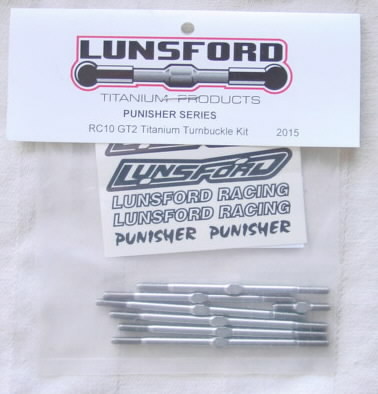 LUNSFORD
TITANIUM PRODUCTS
PUNISHER SERIES
RC10 GT2 Titanium Turnbuckle Kit 2015
LUNSFORD
LUNSFORD RACING
LUNSFORD RACING
PUNISHER PUNISHER